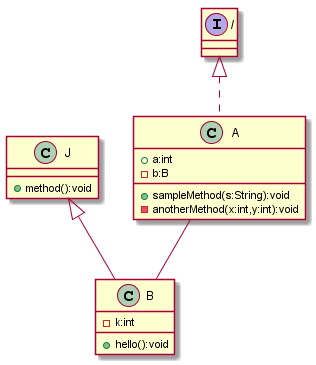 I I
C A
a:int
b:B
sampleMethod(s:String):void
anotherMethod(x:int,y:int):void
C J
method():void
C B
k:int
hello():void